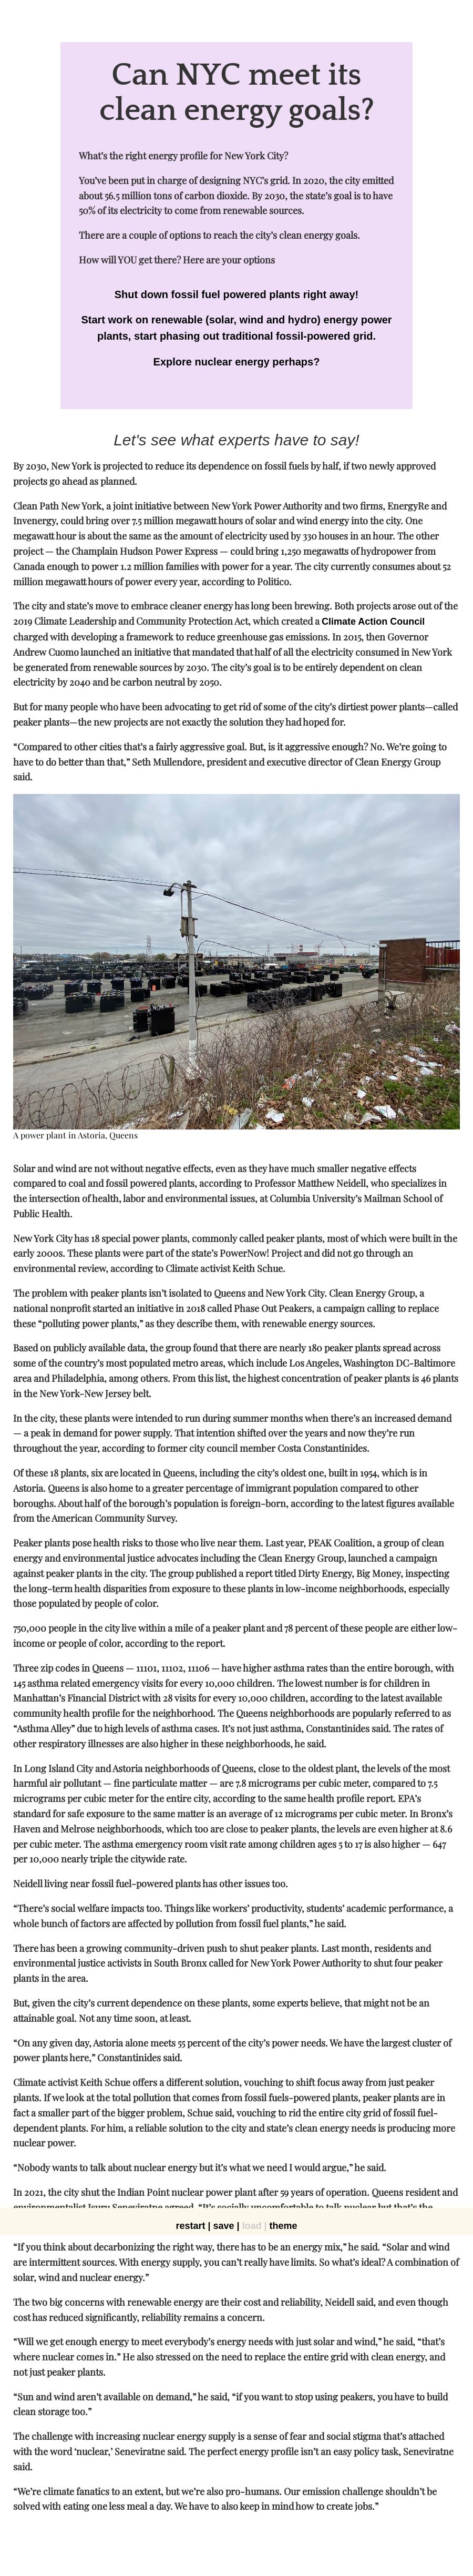 Can NYC meet its
clean energy goals?
What's the right energy profile for New York City?
You've been put in charge of designing NYC's grid. In 2020, the city emitted
about 56.5 million tons of carbon dioxide. By 2030, the state's goal is to have
50% of its electricity to come from renewable sources.
There are a couple of options to reach the city's clean energy goals.
How will YOU get there? Here are your options
Shut down fossil fuel powered plants right away!
Start work on renewable (solar, wind and hydro) energy power
plants, start phasing out traditional fossil-powered grid.
Explore nuclear energy perhaps?
Let's see what experts have to say!
By 2030, New York is projected to reduce its dependence on fossil fuels by half, if two newly approved
projects go ahead as planned.
Clean Path New York, a joint initiative between New York Power Authority and two firms, EnergyRe and
Invenergy, could bring over 7.5 million megawatt hours of solar and wind energy into the city. One
megawatt hour is about the same as the amount of electricity used by 330 houses in an hour. The other
project — the Champlain Hudson Power Express — could bring 1,250 megawatts of hydropower from
Canada enough to power 1.2 million families with power for a year. The city currently consumes about 52
million megawatt hours of power every year, according to Politico.
The city and state's move to embrace cleaner energy has long been brewing. Both projects arose out of the
2019 Climate Leadership and Community Protection Act, which created a Climate Action Council
charged with developing a framework to reduce greenhouse gas emissions. In 2015, then Governor
Andrew Cuomo launched an initiative that mandated that half of all the electricity consumed in New York
be generated from renewable sources by 2030. The city's goal is to be entirely dependent on clean
electricity by 2040 and be carbon neutral by 2050.
But for many people who have been advocating to get rid of some of the city's dirtiest power plants—called
peaker plants—the new projects are not exactly the solution they had hoped for.
“Compared to other cities that's a fairly aggressive goal. But, is it aggressive enough? No. We're going to
have to do better than that,” Seth Mullendore, president and executive director of Clean Energy Group
said.
A power plant in Astoria, Queens
Solar and wind are not without negative effects, even as they have much smaller negative effects
compared to coal and fossil powered plants, according to Professor Matthew Neidell, who specializes in
the intersection of health, labor and environmental issues, at Columbia University's Mailman School of
Public Health.
New York City has 18 special power plants, commonly called peaker plants, most of which were built in the
early 2000s. These plants were part of the state's PowerNow! Project and did not go through an
environmental review, according to Climate activist Keith Schue.
The problem with peaker plants isn't isolated to Queens and New York City. Clean Energy Group, a
national nonprofit started an initiative in 2018 called Phase Out Peakers, a campaign calling to replace
these “polluting power plants,” as they describe them, with renewable energy sources.
Based on publicly available data, the group found that there are nearly 180 peaker plants spread across
some of the country's most populated metro areas, which include Los Angeles, Washington DC-Baltimore
area and Philadelphia, among others. From this list, the highest concentration of peaker plants is 46 plants
in the New York-New Jersey belt.
In the city, these plants were intended to run during summer months when there's an increased demand
— a peak in demand for power supply. That intention shifted over the years and now they're run
throughout the year, according to former city council member Costa Constantinides.
Of these 18 plants, six are located in Queens, including the city's oldest one, built in 1954, which is in
Astoria. Queens is also home to a greater percentage of immigrant population compared to other
boroughs. About half of the borough's population is foreign-born, according to the latest figures available
from the American Community Survey.
Peaker plants pose health risks to those who live near them. Last year, PEAK Coalition, a group of clean
energy and environmental justice advocates including the Clean Energy Group, launched a campaign
against peaker plants in the city. The group published a report titled Dirty Energy, Big Money, inspecting
the long-term health disparities from exposure to these plants in low-income neighborhoods, especially
those populated by people of color.
750,000 people in the city live within a mile of a peaker plant and 78 percent of these people are either low-
income or people of color, according to the report.
Three zip codes in Queens — 11101, 11102, 11106 — have higher asthma rates than the entire borough, with
145 asthma related emergency visits for every 10,000 children. The lowest number is for children in
Manhattan's Financial District with 28 visits for every 10,000 children, according to the latest available
community health profile for the neighborhood. The Queens neighborhoods are popularly referred to as
“Asthma Alley” due to high levels of asthma cases. It's not just asthma, Constantinides said. The rates of
other respiratory illnesses are also higher in these neighborhoods, he said.
In Long Island City and Astoria neighborhoods of Queens, close to the oldest plant, the levels of the most
harmful air pollutant — fine particulate matter — are 7.8 micrograms per cubic meter, compared to 7.5
micrograms per cubic meter for the entire city, according to the same health profile report. EPA's
standard for safe exposure to the same matter is an average of 12 micrograms per cubic meter. In Bronx's
Haven and Melrose neighborhoods, which too are close to peaker plants, the levels are even higher at 8.6
per cubic meter. The asthma emergency room visit rate among children ages 5 to 17 is also higher — 647
per 10,000 nearly triple the citywide rate.
Neidell living near fossil fuel-powered plants has other issues too.
“There's social welfare impacts too. Things like workers' productivity, students' academic performance, a
whole bunch of factors are affected by pollution from fossil fuel plants,” he said.
There has been a growing community-driven push to shut peaker plants. Last month, residents and
environmental justice activists in South Bronx called for New York Power Authority to shut four peaker
plants in the area.
But, given the city's current dependence on these plants, some experts believe, that might not be an
attainable goal. Not any time soon, at least.
“On any given day, Astoria alone meets 55 percent of the city's power needs. We have the largest cluster of
power plants here,” Constantinides said.
Climate activist Keith Schue offers a different solution, vouching to shift focus away from just peaker
plants. If we look at the total pollution that comes from fossil fuels-powered plants, peaker plants are in
fact a smaller part of the bigger problem, Schue said, vouching to rid the entire city grid of fossil fuel-
dependent plants. For him, a reliable solution to the city and state's clean energy needs is producing more
nuclear power.
“Nobody wants to talk about nuclear energy but it's what we need I would argue,” he said.
In 2021, the city shut the Indian Point nuclear power plant after 59 years of operation. Queens resident and
environmentalist Isuru Seneviratne agreed. “It's socially uncomfortable to talk nuclear but that's the
restart | save | load | theme
“If you think about decarbonizing the right way, there has to be an energy mix,” he said. “Solar and wind
are intermittent sources. With energy supply, you can't really have limits. So what's ideal? A combination of
solar, wind and nuclear energy.”
The two big concerns with renewable energy are their cost and reliability, Neidell said, and even though
cost has reduced significantly, reliability remains a concern.
“Will we get enough energy to meet everybody's energy needs with just solar and wind,” he said, “that's
where nuclear comes in.” He also stressed on the need to replace the entire grid with clean energy, and
not just peaker plants.
“Sun and wind aren't available on demand,” he said, “if you want to stop using peakers, you have to build
clean storage too.”
The challenge with increasing nuclear energy supply is a sense of fear and social stigma that's attached
with the word ‘nuclear,’ Seneviratne said. The perfect energy profile isn't an easy policy task, Seneviratne
said.
“We're climate fanatics to an extent, but we're also pro-humans. Our emission challenge shouldn't be
solved with eating one less meal a day. We have to also keep in mind how to create jobs.”